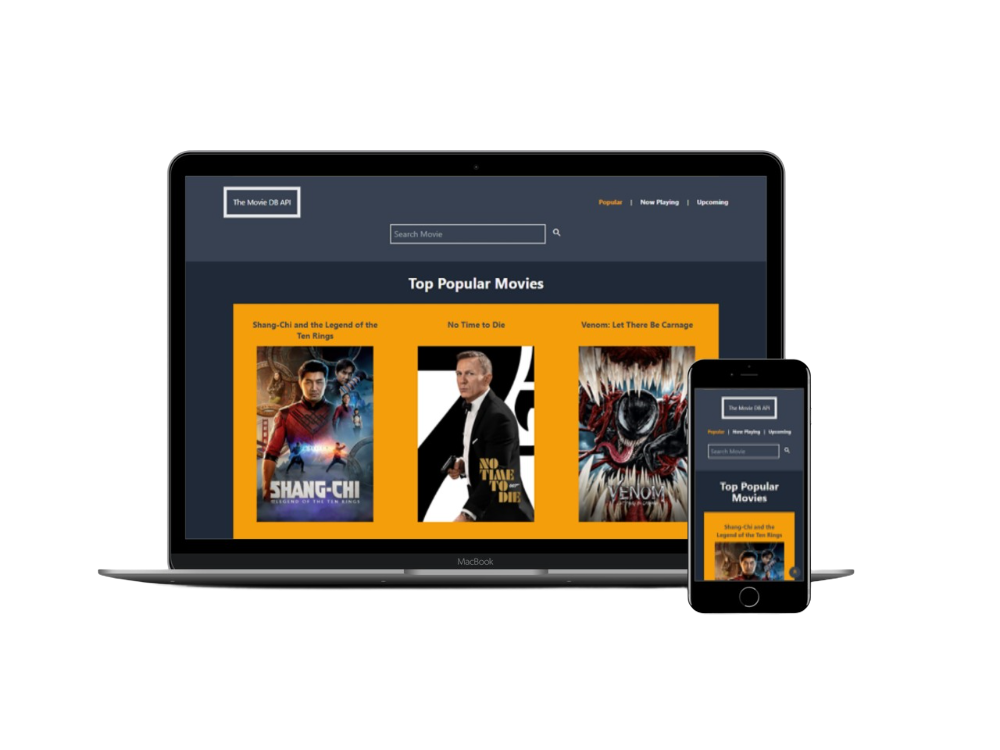 The Movie DB API
Popular | Now Playing | Upcoming
Search Movie
Top Popular Movies
Shang-Chi and the Legend of the
Ten Rings
No Time to Die
Venom: Let There Be Carnage
SHANG-CHI
AND THE LEGEND OF THE TEN RINGS
NO
TIME
TO
DIE
VENOM
MacBook
The Movie DB API
Popular | Now Playing | Upcoming
Search Movie
Top Popular
Movies
Shang-Chi and the
Legend of the Ten Rings